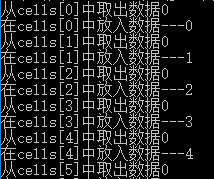 从cells[0]中取出数据0
在cells[0]中放入数据---0
从cells[1]中取出数据0
在cells[1]中放入数据---1
从cells[2]中取出数据0
在cells[2]中放入数据---2
从cells[3]中取出数据0
在cells[3]中放入数据---3
从cells[4]中取出数据0
在cells[4]中放入数据---4
从cells[5]中取出数据0